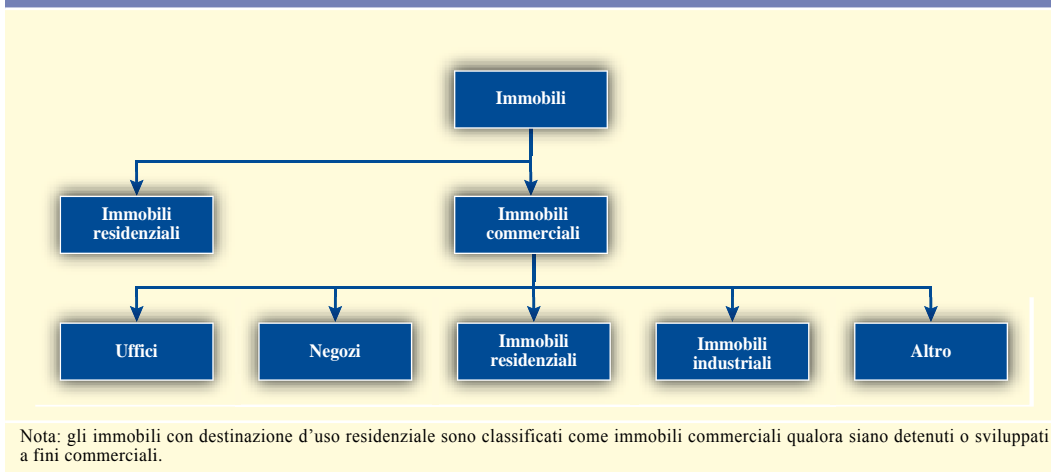 Immobili
Immobili
residenziali
Immobili
commerciali
Uffici
Negozi
Immobili
residenziali
Immobili
industriali
Altro
Nota: gli immobili con destinazione d’uso residenziale sono classificati come immobili commerciali qualora siano detenuti o sviluppati
a fini commerciali.